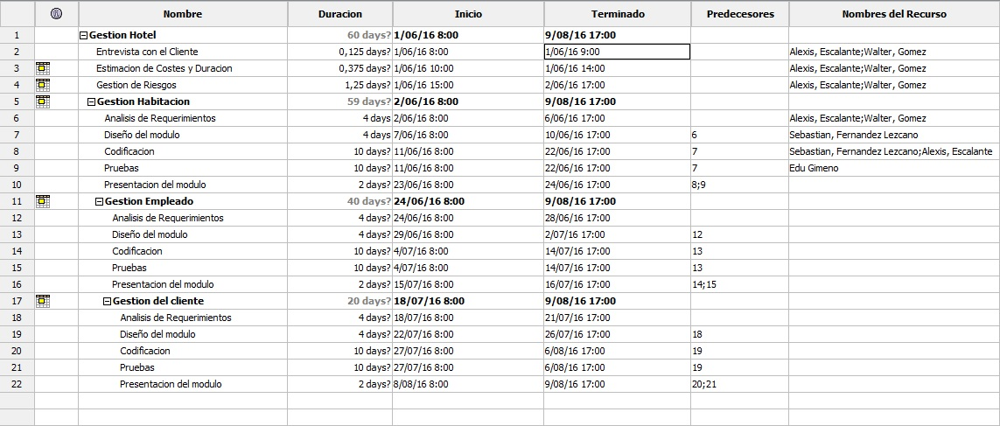 Nombre Duracion Inicio Terminado Predecesores Nombres del Recurso
1 Gestion Hotel 60 days? 1/06/16 8:00 9/08/16 17:00
2 Entrevista con el Cliente 0,125 days? 1/06/16 8:00 1/06/16 9:00 Alexis, Escalante;Walter, Gomez
3 Estimacion de Costes y Duracion 0,375 days? 1/06/16 10:00 1/06/16 14:00 Alexis, Escalante;Walter, Gomez
4 Gestion de Riesgos 1,25 days? 1/06/16 15:00 2/06/16 17:00 Alexis, Escalante;Walter, Gomez
5 Gestion Habitacion 59 days? 2/06/16 8:00 9/08/16 17:00
6 Analisis de Requerimientos 4 days 2/06/16 8:00 6/06/16 17:00 Alexis, Escalante;Walter, Gomez
7 Diseño del modulo 4 days 7/06/16 8:00 10/06/16 17:00 6 Sebastian, Fernandez Lezcano
8 Codificacion 10 days? 11/06/16 8:00 22/06/16 17:00 7 Sebastian, Fernandez Lezcano;Alexis, Escalante
9 Pruebas 10 days? 11/06/16 8:00 22/06/16 17:00 7 Edu Gimeno
10 Presentacion del modulo 2 days? 23/06/16 8:00 24/06/16 17:00 8;9
11 Gestion Empleado 40 days? 24/06/16 8:00 9/08/16 17:00
12 Analisis de Requerimientos 4 days? 24/06/16 8:00 28/06/16 17:00
13 Diseño del modulo 4 days? 29/06/16 8:00 2/07/16 17:00 12
14 Codificacion 10 days? 4/07/16 8:00 14/07/16 17:00 13
15 Pruebas 10 days? 4/07/16 8:00 14/07/16 17:00 13
16 Presentacion del modulo 2 days? 15/07/16 8:00 16/07/16 17:00 14;15
17 Gestion del cliente 20 days? 18/07/16 8:00 9/08/16 17:00
18 Analisis de Requerimientos 4 days? 18/07/16 8:00 21/07/16 17:00
19 Diseño del modulo 4 days? 22/07/16 8:00 26/07/16 17:00 18
20 Codificacion 10 days? 27/07/16 8:00 6/08/16 17:00 19
21 Pruebas 10 days? 27/07/16 8:00 6/08/16 17:00 19
22 Presentacion del modulo 2 days? 8/08/16 8:00 9/08/16 17:00 20;21